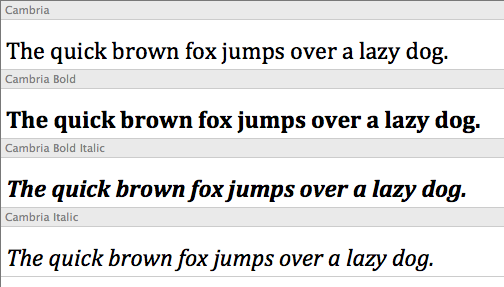 Cambria
The quick brown fox jumps over a lazy dog.
Cambria Bold
The quick brown fox jumps over a lazy dog.
Cambria Bold Italic
The quick brown fox jumps over a lazy dog.
Cambria Italic
The quick brown fox jumps over a lazy dog.